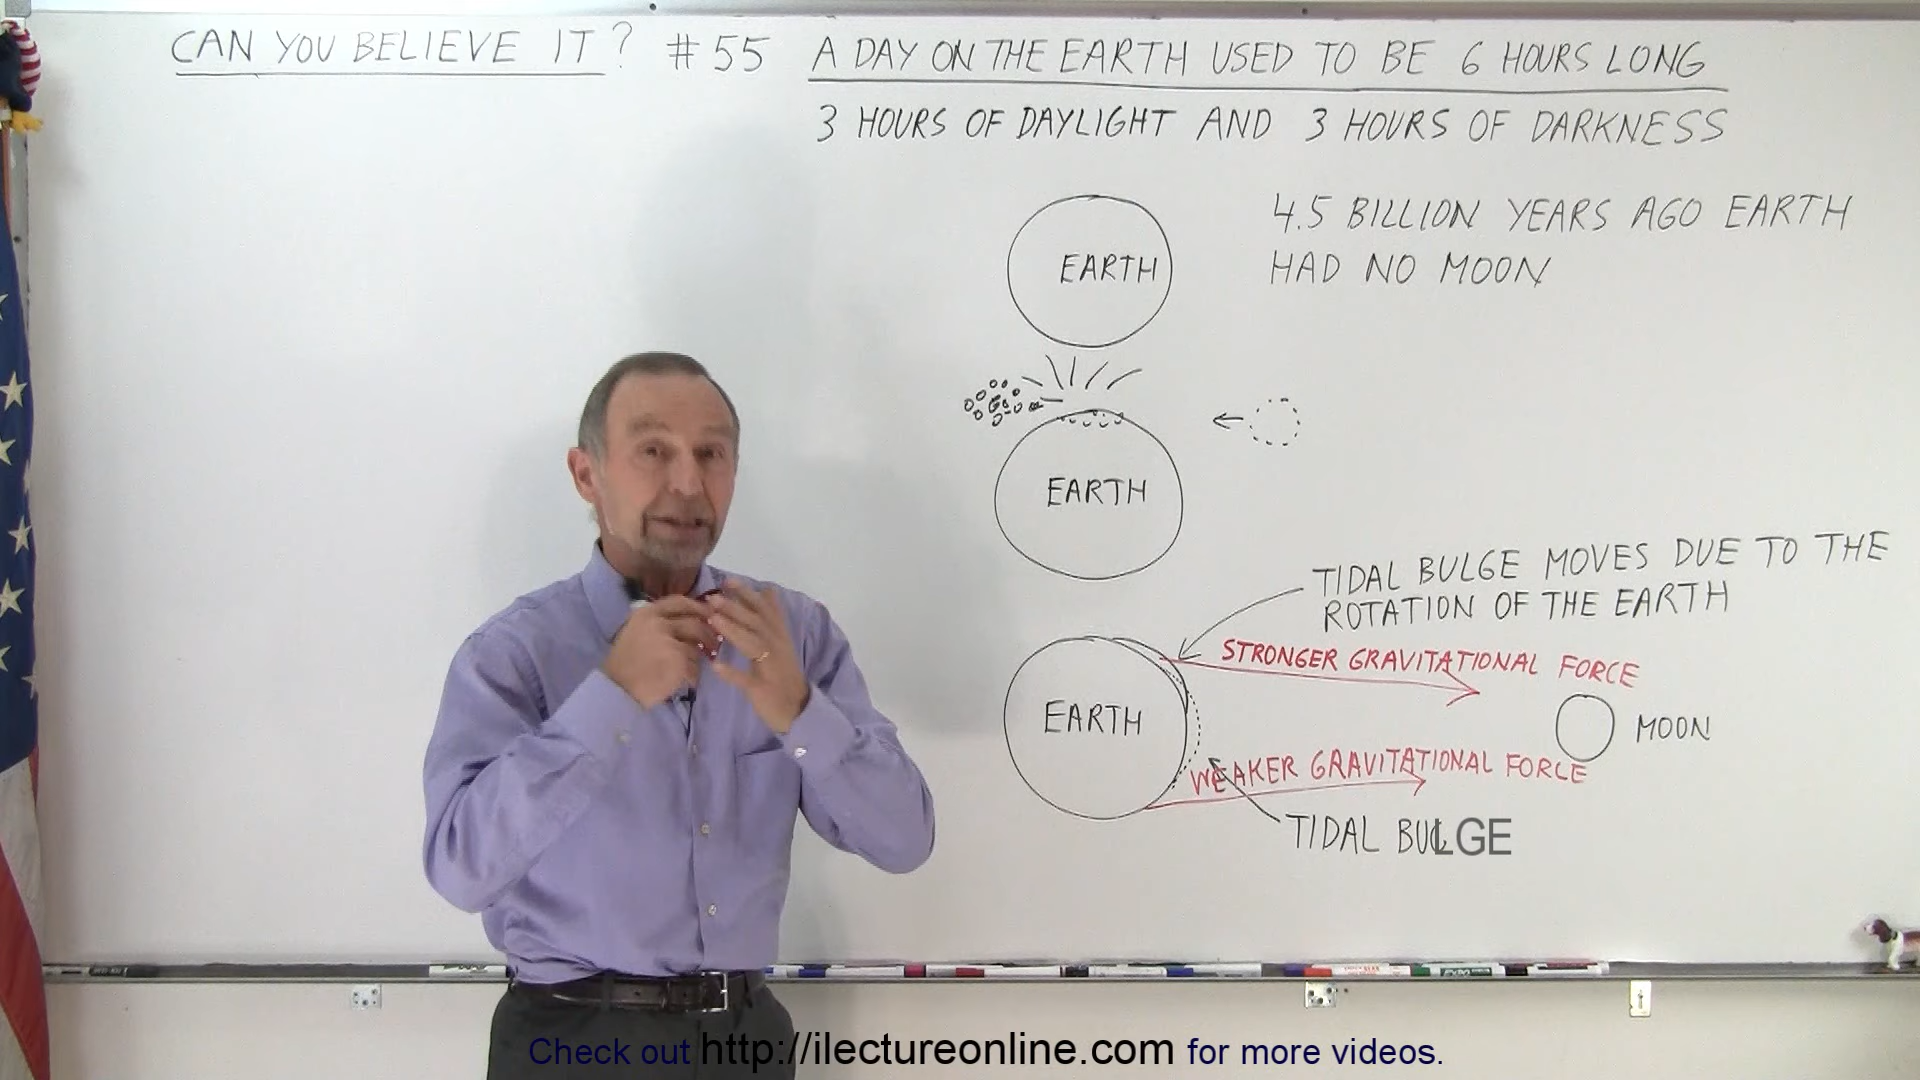 CAN YOU BELIEVE IT? #55 A DAY ON THE EARTH USED TO BE 6 HOURS LONG
3 HOURS OF DAYLIGHT AND 3 HOURS OF DARKNESS
EARTH
4.5 BILLION YEARS AGO EARTH
HAD NO MOON
EARTH
TIDAL BULGE MOVES DUE TO THE
ROTATION OF THE EARTH
STRONGER GRAVITATIONAL FORCE
EARTH
MOON
WEAKER GRAVITATIONAL FORCE
TIDAL BULGE
Check out http://ilectureonline.com for more videos.